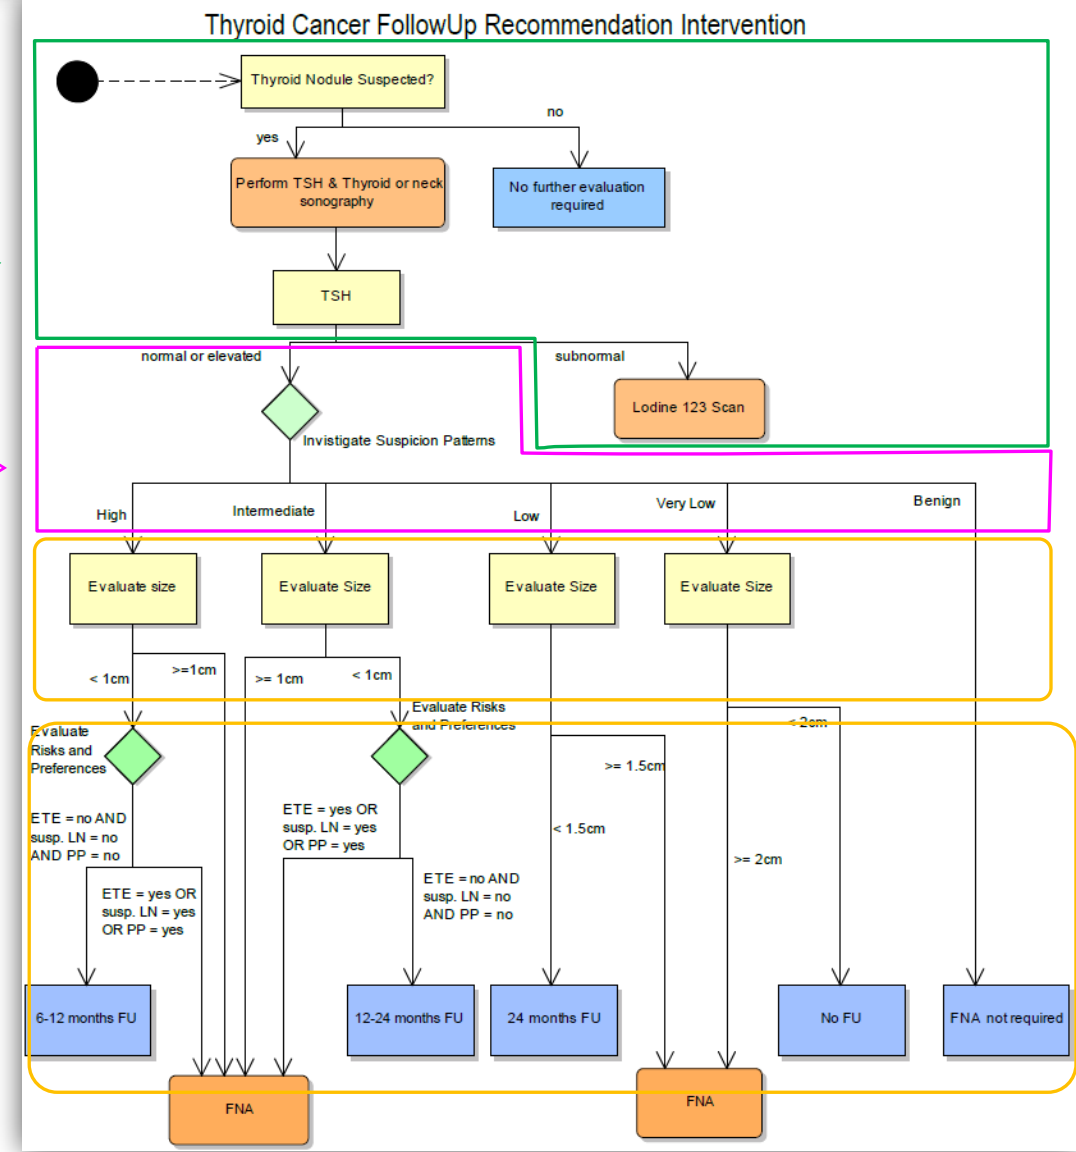 Thyroid Cancer FollowUp Recommendation Intervention
Thyroid Nodule Suspected?
no
yes
Perform TSH & Thyroid or neck
sonography
No further evaluation
required
TSH
normal or elevated
subnormal
Lodine 123 Scan
Invistigate Suspicion Patterns
High
Intermediate
Low
Very Low
Benign
Evaluate size
Evaluate Size
Evaluate Size
Evaluate Size
< 1cm
>=1cm
>= 1cm
< 1cm
Evaluate Risks
and Preferences
< 2cm
Evaluate
Risks and
Preferences
>= 1.5cm
ETE = no AND
susp. LN = no
AND PP = no
ETE = yes OR
susp. LN = yes
OR PP = yes
< 1.5cm
>= 2cm
ETE = yes OR
susp. LN = yes
OR PP = yes
ETE = no AND
susp. LN = no
AND PP = no
6-12 months FU
12-24 months FU
24 months FU
No FU
FNA not required
FNA
FNA